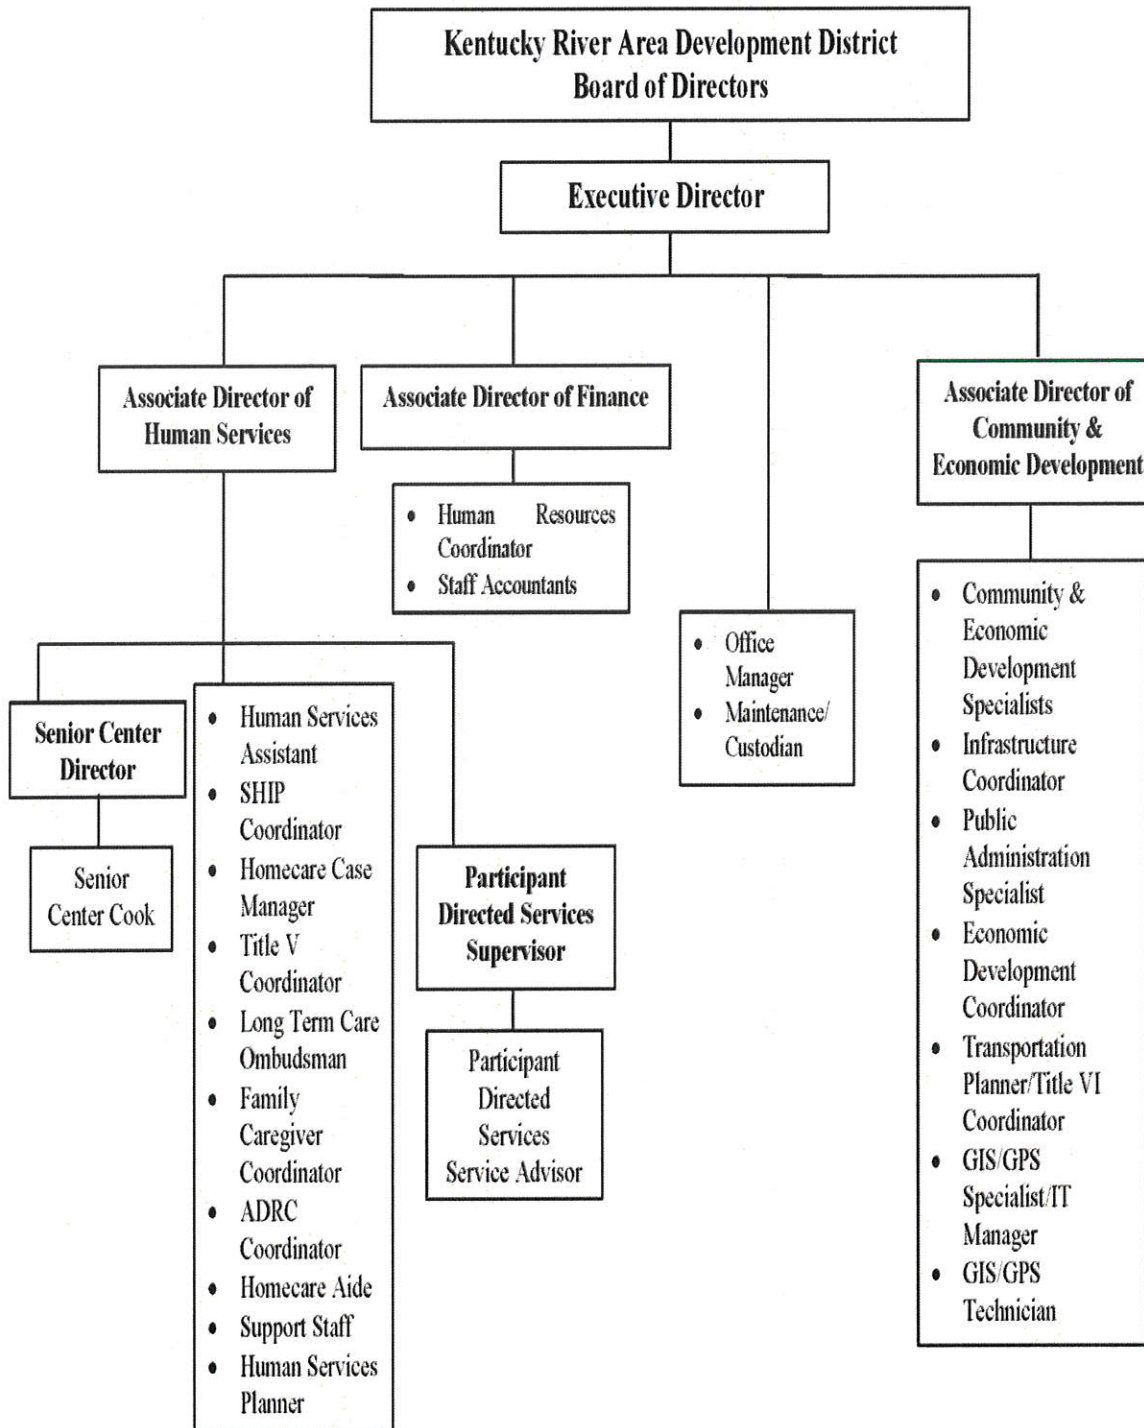 Kentucky River Area Development District
Board of Directors
Executive Director
Associate Director of
Human Services
Associate Director of Finance
Associate Director of
Community &
Economic Development
• Human Resources
Coordinator
• Staff Accountants
• Office
Manager
• Maintenance/
Custodian
• Community &
Economic
Development
Specialists
• Infrastructure
Coordinator
• Public
Administration
Specialist
• Economic
Development
Coordinator
• Transportation
Planner/Title VI
Coordinator
• GIS/GPS
Specialist/IT
Manager
• GIS/GPS
Technician
Senior Center
Director
Senior
Center Cook
• Human Services
Assistant
• SHIP
Coordinator
• Homecare Case
Manager
• Title V
Coordinator
• Long Term Care
Ombudsman
• Family
Caregiver
Coordinator
• ADRC
Coordinator
• Homecare Aide
• Support Staff
• Human Services
Planner
Participant
Directed Services
Supervisor
Participant
Directed
Services
Service Advisor